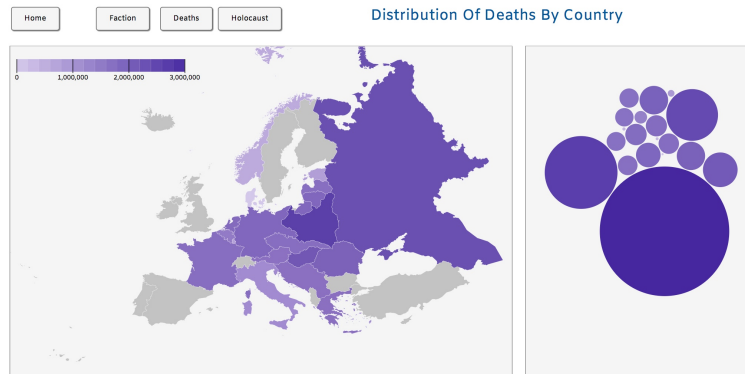 Home
Faction
Deaths
Holocaust
Distribution Of Deaths By Country
0
1,000,000
2,000,000
3,000,000